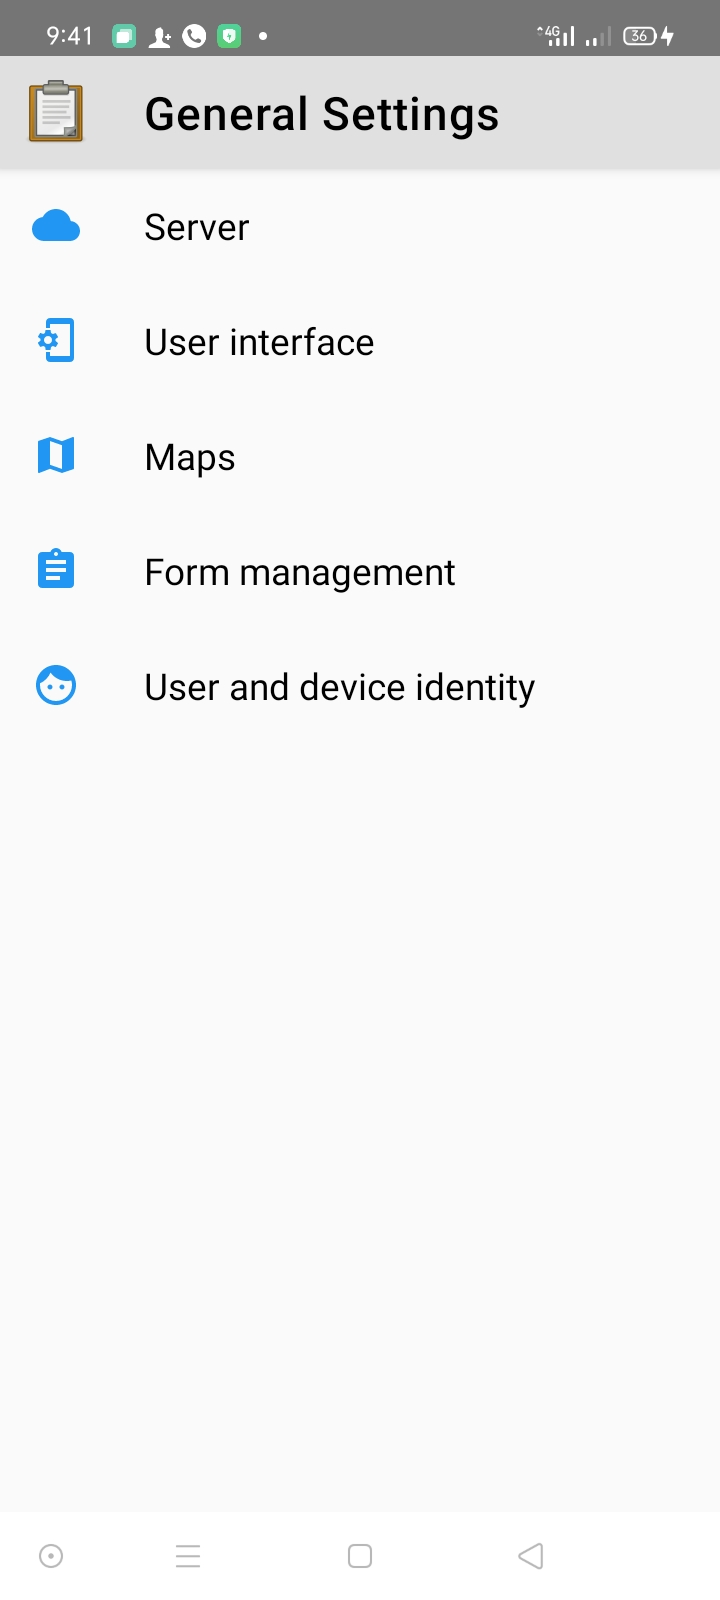 9:41
4G
36
General Settings
Server
User interface
Maps
Form management
User and device identity